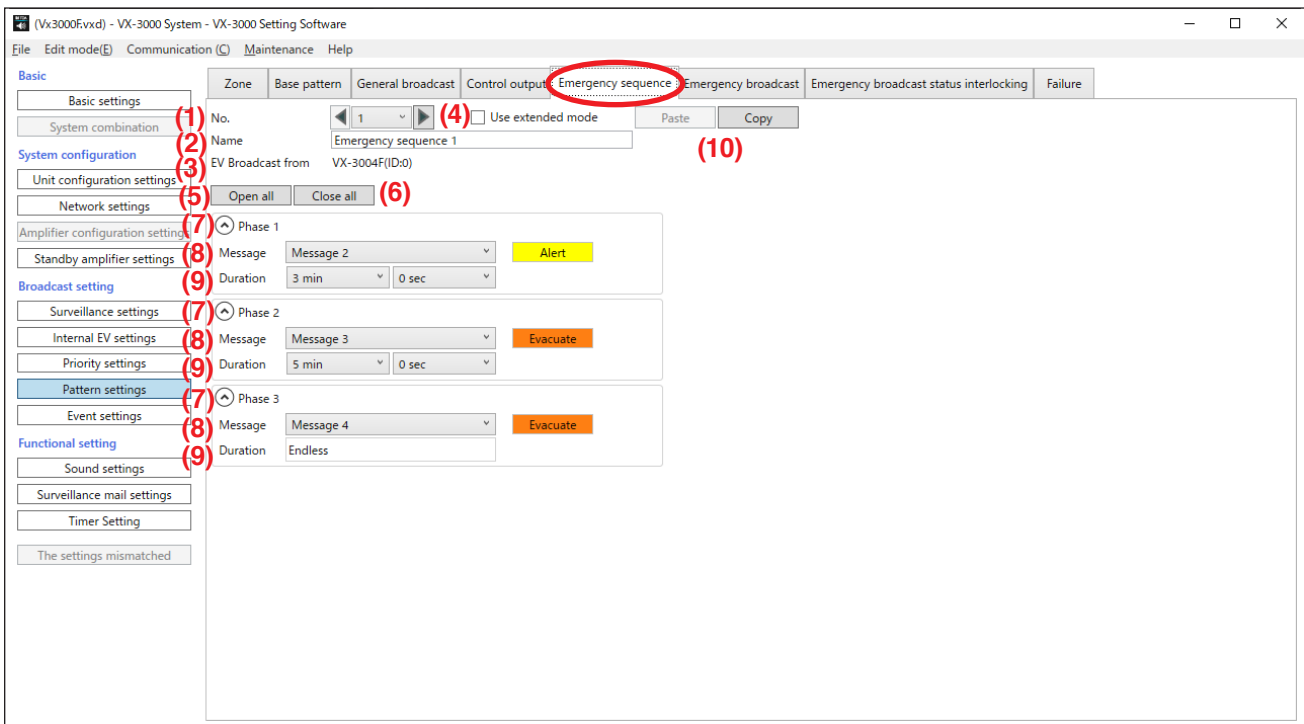 (Vx3000F.vxd) - VX-3000 System - VX-3000 Setting Software
File Edit mode(E) Communication (C) Maintenance Help
Basic
Basic settings
System combination
System configuration
Unit configuration settings
Network settings
Amplifier configuration setting
Standby amplifier settings
Broadcast setting
Surveillance settings
Internal EV settings
Priority settings
Pattern settings
Event settings
Functional setting
Sound settings
Surveillance mail settings
Timer Setting
The settings mismatched
Zone Base pattern General broadcast Control output Emergency sequence Emergency broadcast Emergency broadcast status interlocking Failure
(1) No. 1 (4) Use extended mode Paste Copy
(2) Name Emergency sequence 1 (10)
(3) EV Broadcast from VX-3004F(ID:0)
(5) Open all Close all (6)
(7) Phase 1
(8) Message Message 2 Alert
(9) Duration 3 min 0 sec
(7) Phase 2
(8) Message Message 3 Evacuate
(9) Duration 5 min 0 sec
(7) Phase 3
(8) Message Message 4 Evacuate
(9) Duration Endless